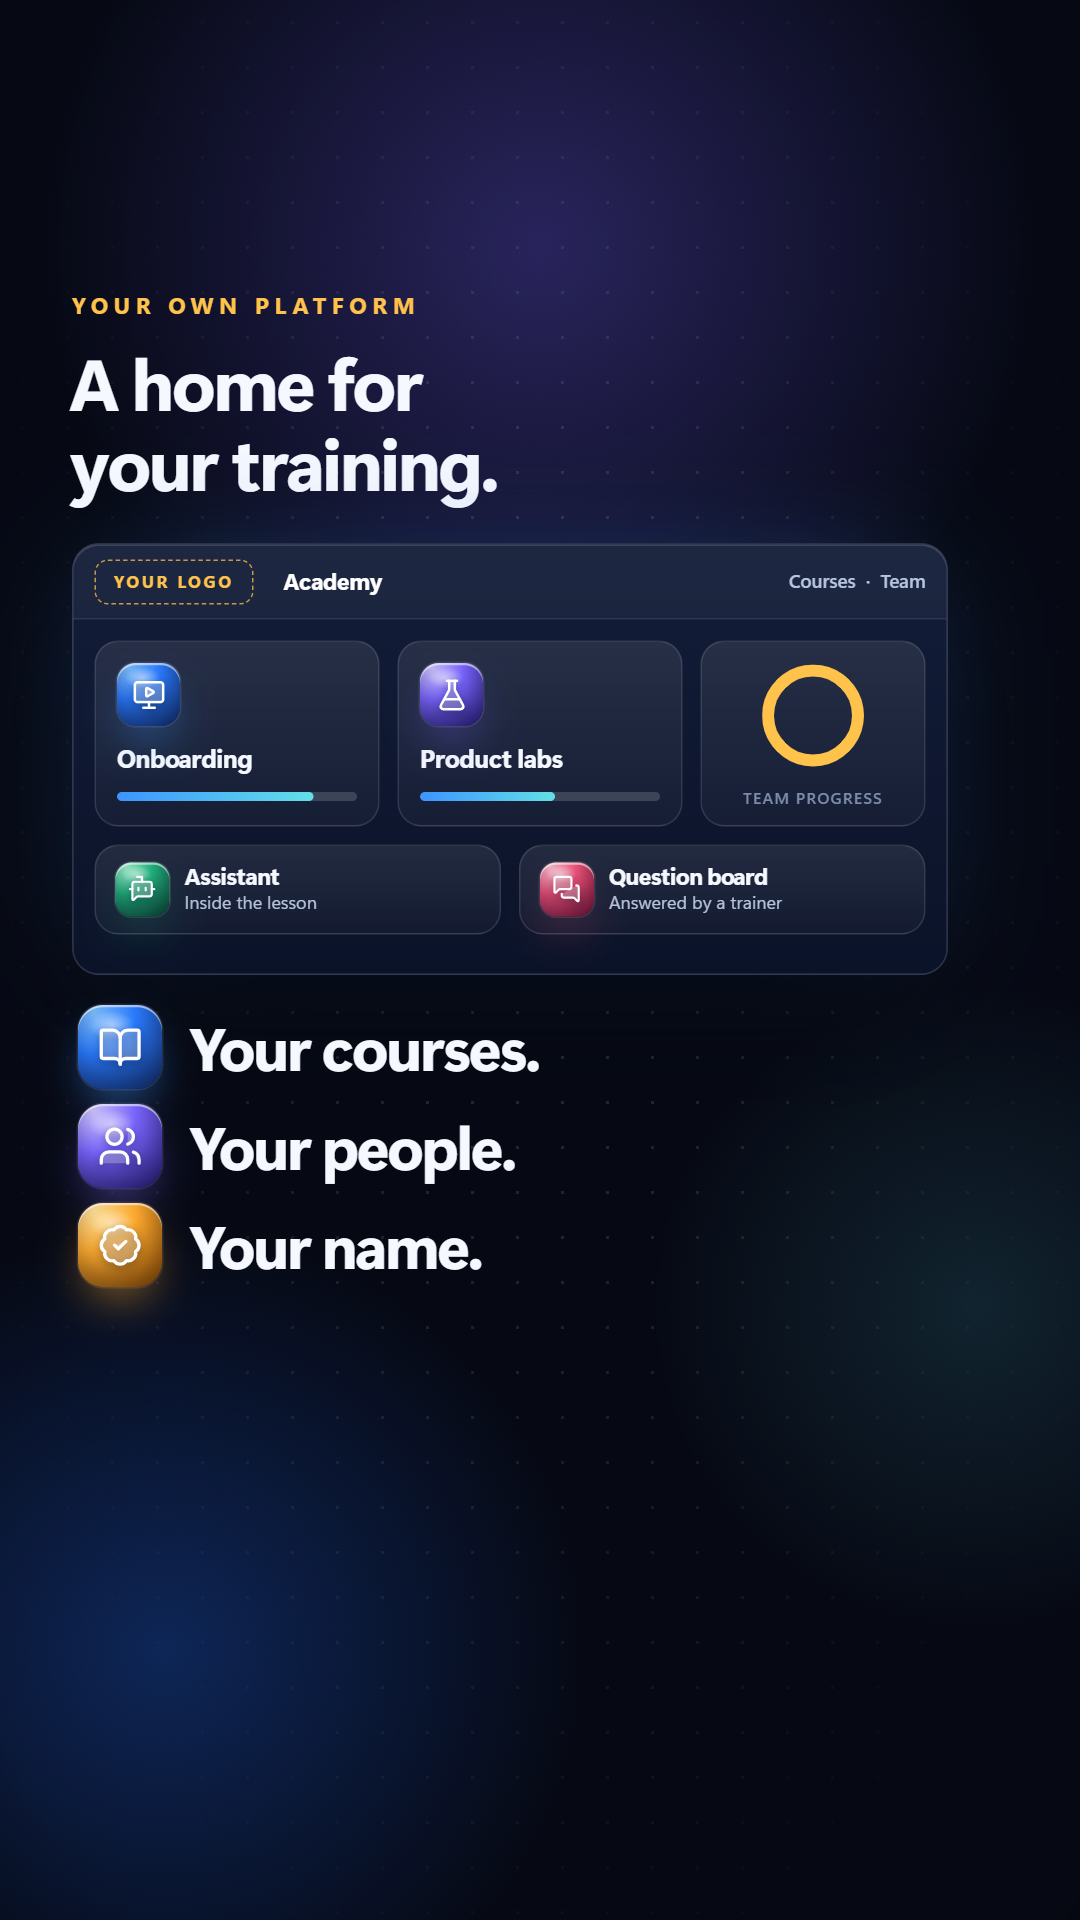 YOUR OWN PLATFORM
A home for
your training.
YOUR LOGO
Academy
Courses · Team
Onboarding
Product labs
TEAM PROGRESS
Assistant
Inside the lesson
Question board
Answered by a trainer
Your courses.
Your people.
Your name.